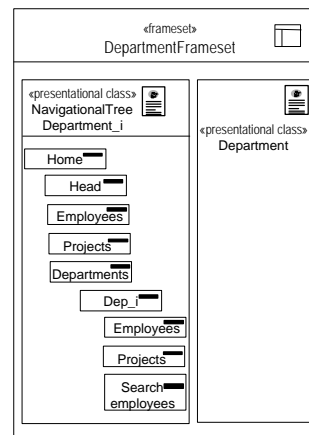 «frameset»
DepartmentFrameset
«presentational class»
NavigationalTree
Department_i
Home
Head
Employees
Projects
Departments
Dep_i
Employees
Projects
Search
employees
«presentational class»
Department